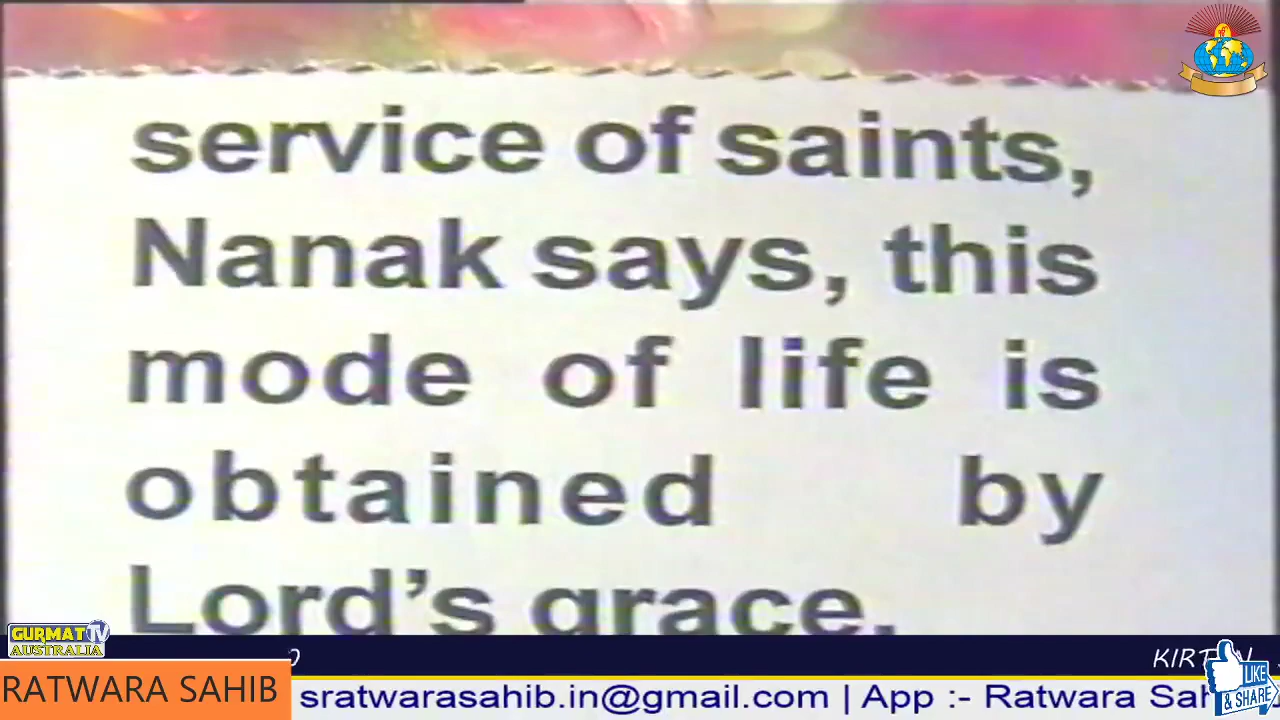 service of saints,
Nanak says, this
mode of life is
obtained by
Lord's grace.
GURMAT TV
AUSTRALIA
RATWARA SAHIB
sratwarasahib.in@gmail.com | App :- Ratwara
LIKE
& SHARE